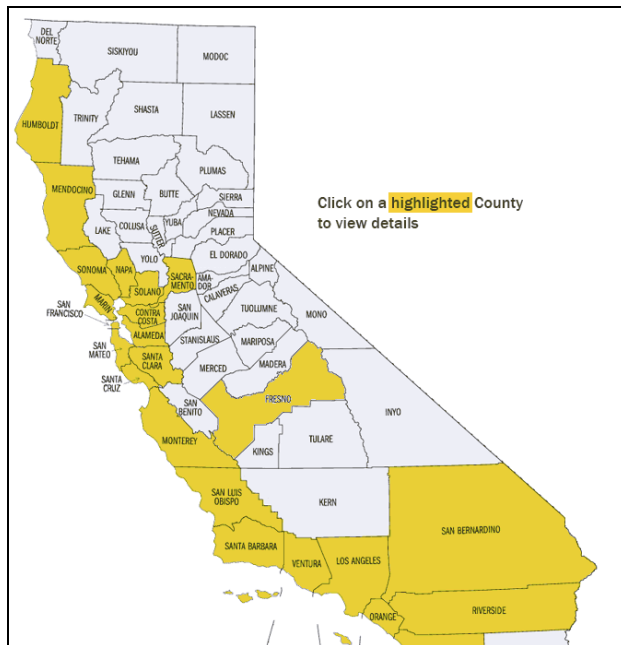 DEL
NORTE
SISKIYOU
MODOC
HUMBOLDT
TRINITY
SHASTA
LASSEN
TEHAMA
PLUMAS
MENDOCINO
GLENN
BUTTE
SIERRA
NEVADA
YUBA
PLACER
LAKE
COLUSA
SUTTER
Click on a highlighted County
to view details
EL DORADO
YOLO
SONOMA
NAPA
SACRA-
MENTO
ALPINE
AMA-
DOR
SOLANO
CALAVERAS
MARIN
SAN
FRANCISCO
CONTRA
COSTA
SAN
JOAQUIN
TUOLUMNE
MONO
ALAMEDA
STANISLAUS
MARIPOSA
SAN
MATEO
SANTA
CLARA
MERCED
MADERA
SANTA
CRUZ
SAN
BENITO
FRESNO
INYO
MONTEREY
KINGS
TULARE
SAN LUIS
OBISPO
KERN
SAN BERNARDINO
SANTA BARBARA
VENTURA
LOS ANGELES
ORANGE
RIVERSIDE